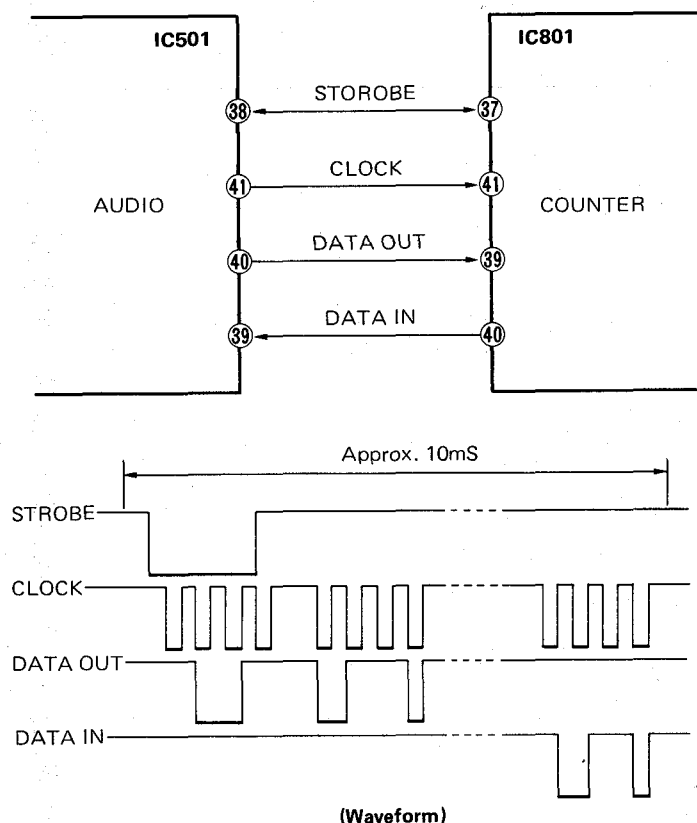 IC501
IC801
STOROBE
38
37
CLOCK
41
41
AUDIO
COUNTER
DATA OUT
40
39
DATA IN
39
40
Approx. 10mS
STROBE
CLOCK
DATA OUT
DATA IN
(Waveform)